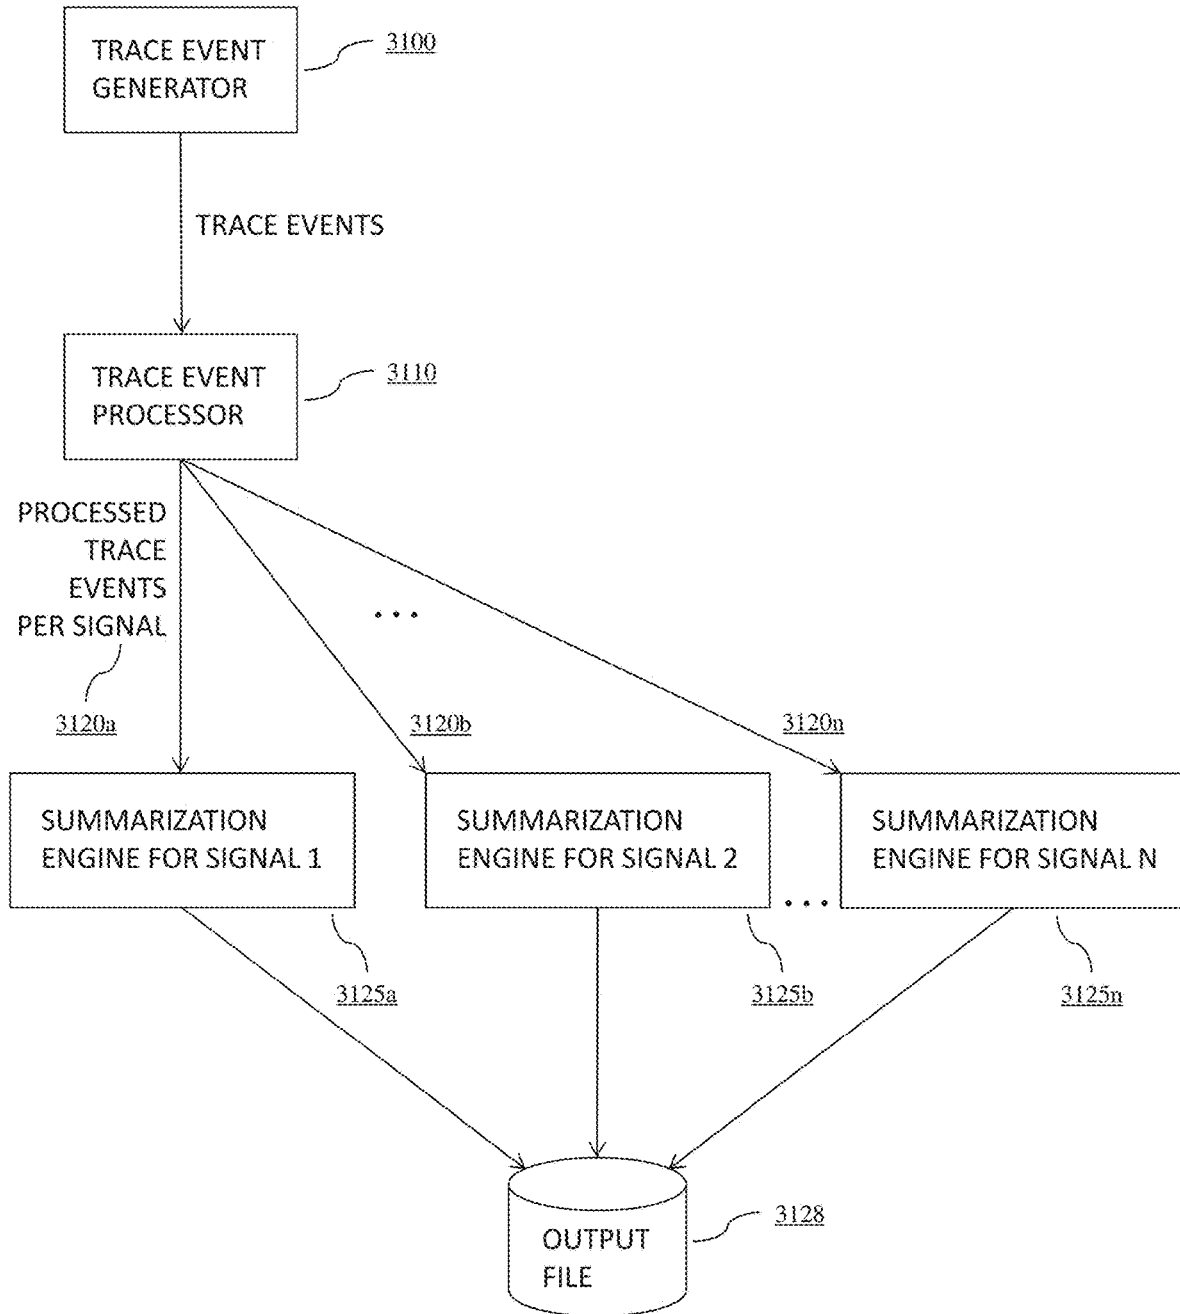 TRACE EVENT
GENERATOR
3100
TRACE EVENTS
TRACE EVENT
PROCESSOR
3110
PROCESSED
TRACE
EVENTS
PER SIGNAL
...
3120a
3120b
3120n
SUMMARIZATION
ENGINE FOR SIGNAL 1
SUMMARIZATION
ENGINE FOR SIGNAL 2
...
SUMMARIZATION
ENGINE FOR SIGNAL N
3125a
3125b
3125n
OUTPUT
FILE
3128